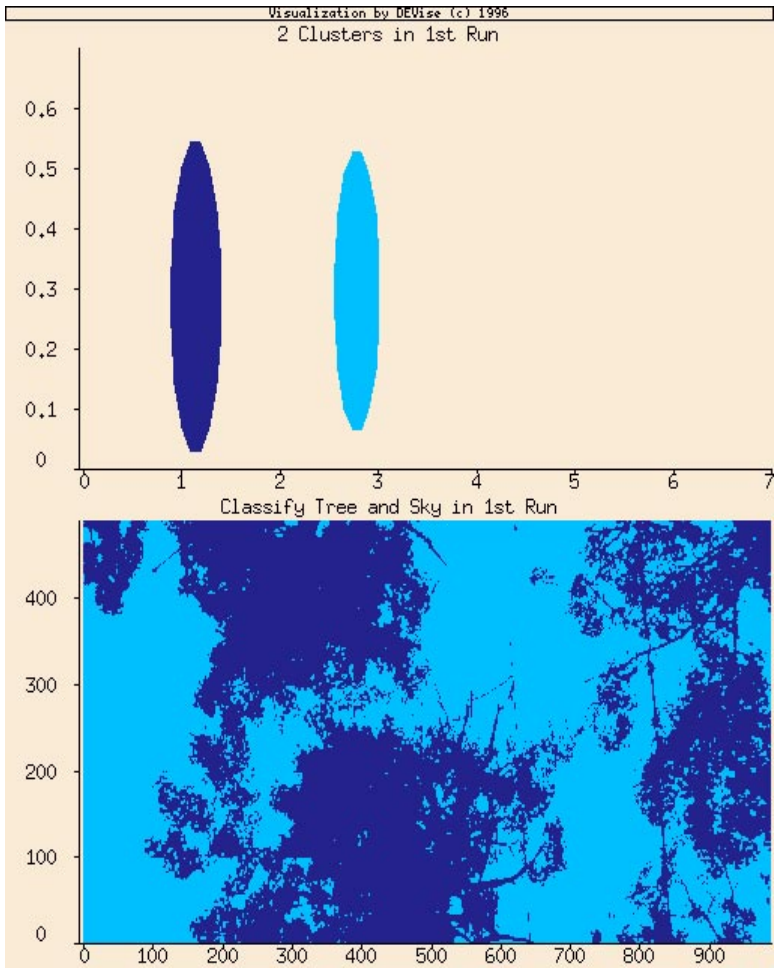 Visualization by DEVise (c) 1996
2 Clusters in 1st Run
0.6
0.5
0.4
0.3
0.2
0.1
0
0 1 2 3 4 5 6 7
Classify Tree and Sky in 1st Run
400
300
200
100
0
0 100 200 300 400 500 600 700 800 900